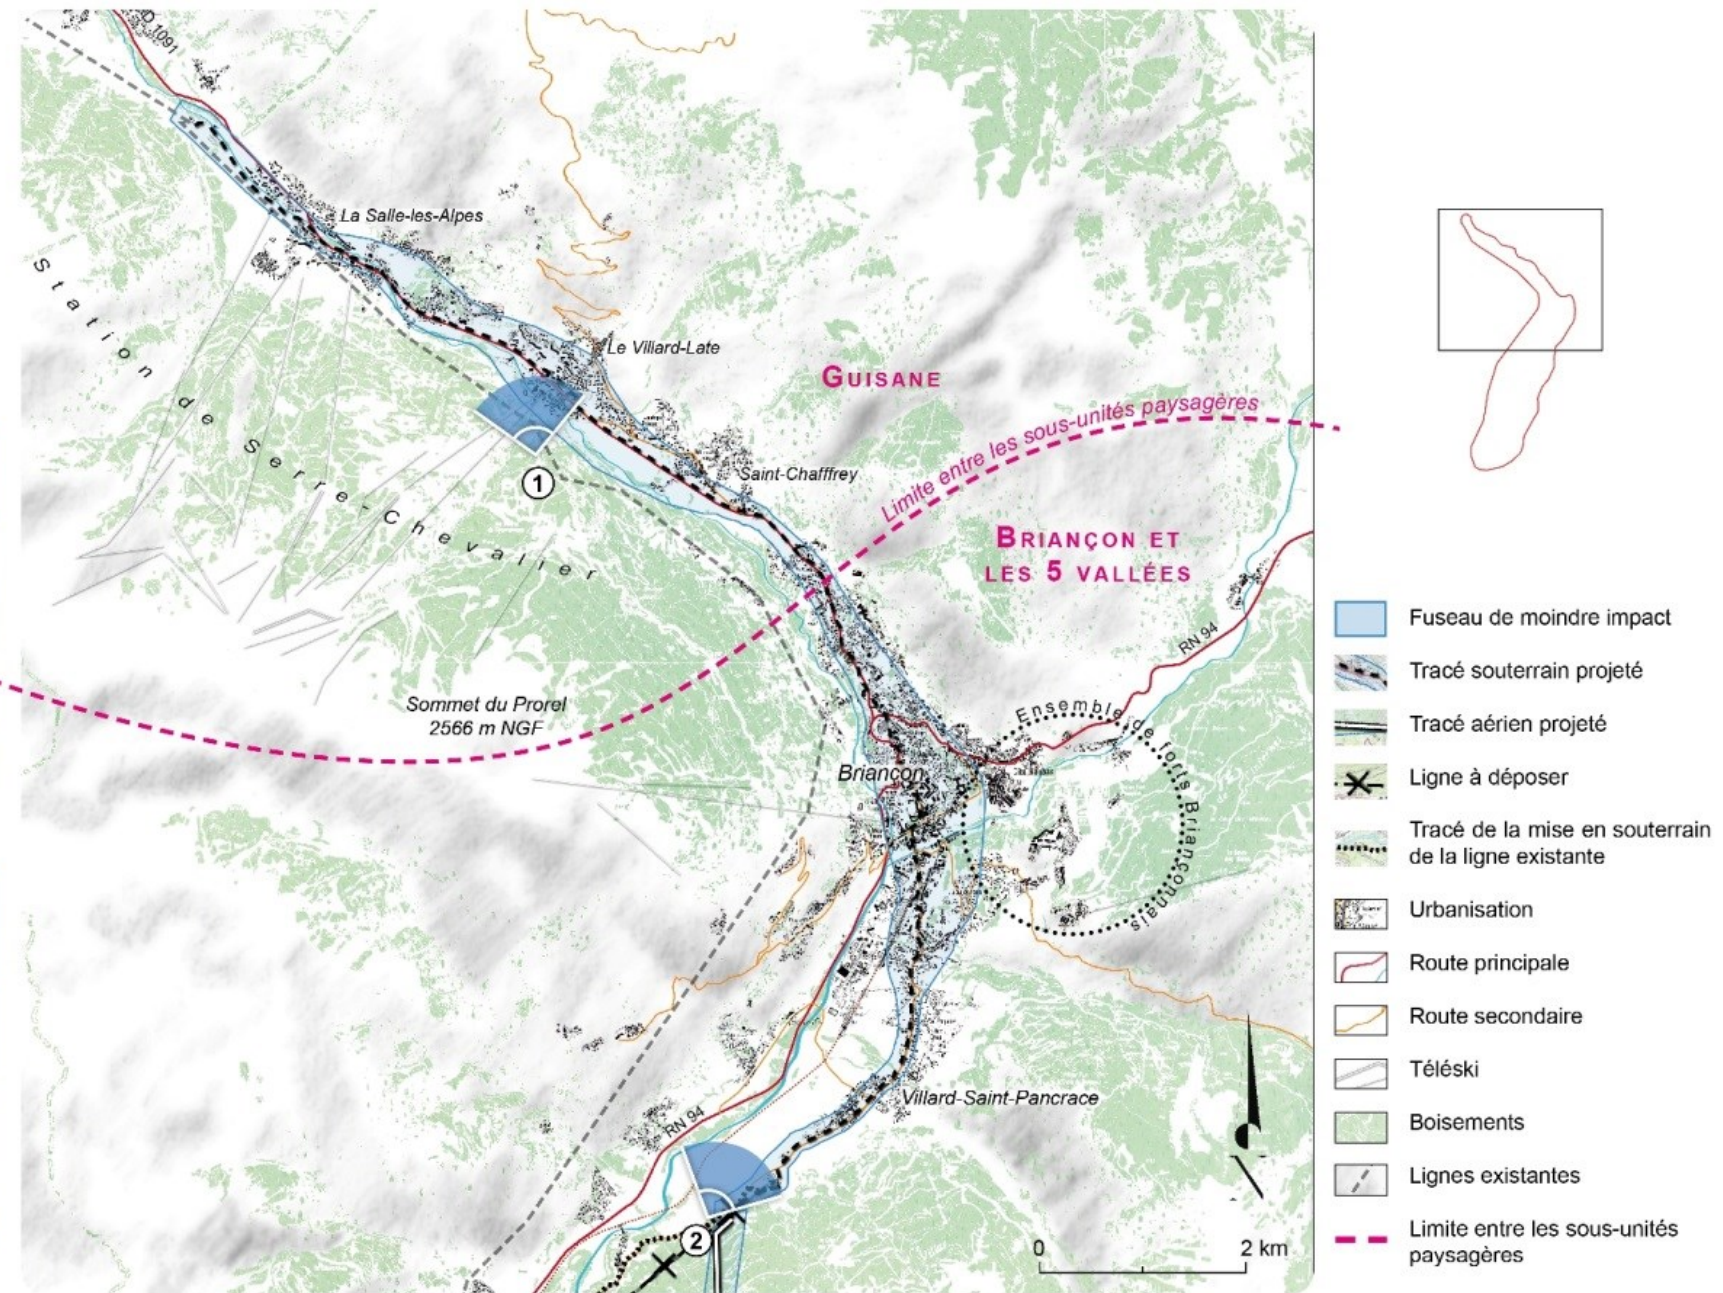 D 1091
La Salle-les-Alpes
Station de Serre-Chevalier
Le Villard-Late
GUISANE
Limite entre les sous-unités paysagères
1
Saint-Chafffrey
BRIANÇON ET
LES 5 VALLÉES
RN 94
Sommet du Prorel
2566 m NGF
Ensemble de forts Briançonnais
Briançon
Villard-Saint-Pancrace
RN 94
2
0
2 km
Fuseau de moindre impact
Tracé souterrain projeté
Tracé aérien projeté
Ligne à déposer
Tracé de la mise en souterrain
de la ligne existante
Urbanisation
Route principale
Route secondaire
Téléski
Boisements
Lignes existantes
Limite entre les sous-unités
paysagères